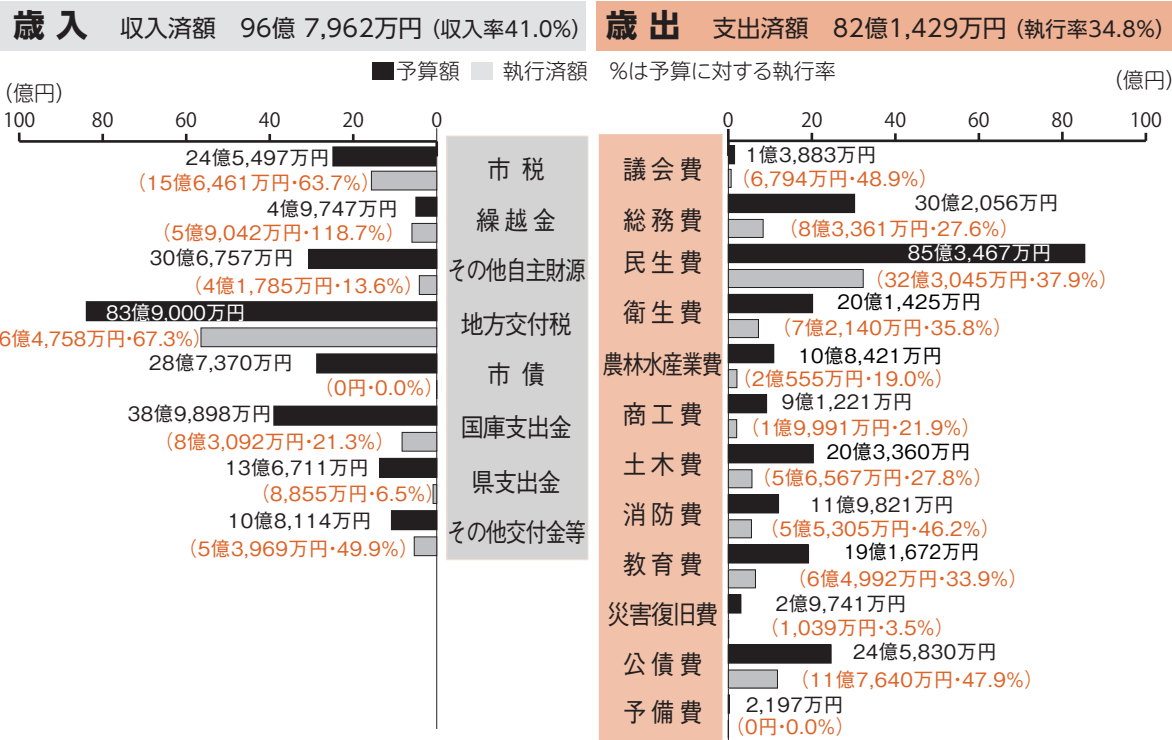 歳入 収入済額 96億 7,962万円 (収入率41.0%)
歳出 支出済額 82億1,429万円 (執行率34.8%)
■予算額 執行済額 %は予算に対する執行率
(億円)
100 80 60 40 20 0
24億5,497万円
市税
(15億6,461万円・63.7%)
4億9,747万円
繰越金
(5億9,042万円・118.7%)
30億6,757万円
その他自主財源
(4億1,785万円・13.6%)
83億9,000万円
地方交付税
6億4,758万円・67.3%)
28億7,370万円
市債
(0円・0.0%)
38億9,898万円
国庫支出金
(8億3,092万円・21.3%)
13億6,711万円
県支出金
(8,855万円・6.5%)
10億8,114万円
その他交付金等
(5億3,969万円・49.9%)
(億円)
0 20 40 60 80 100
議会費
1億3,883万円
(6,794万円・48.9%)
総務費
30億2,056万円
(8億3,361万円・27.6%)
民生費
85億3,467万円
(32億3,045万円・37.9%)
衛生費
20億1,425万円
(7億2,140万円・35.8%)
農林水産業費
10億8,421万円
(2億555万円・19.0%)
商工費
9億1,221万円
(1億9,991万円・21.9%)
土木費
20億3,360万円
(5億6,567万円・27.8%)
消防費
11億9,821万円
(5億5,305万円・46.2%)
教育費
19億1,672万円
(6億4,992万円・33.9%)
災害復旧費
2億9,741万円
(1,039万円・3.5%)
公債費
24億5,830万円
(11億7,640万円・47.9%)
予備費
2,197万円
(0円・0.0%)